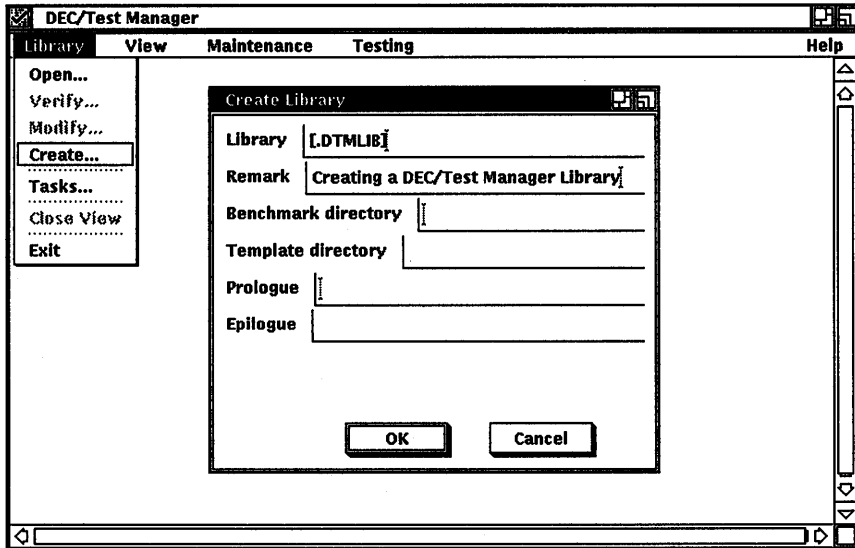 DEC/Test Manager
Library View Maintenance Testing Help
Open...
Verify...
Modify...
Create...
Tasks...
Close View
Exit
Create Library
Library [.DTMLIB]
Remark Creating a DEC/Test Manager Library
Benchmark directory
Template directory
Prologue
Epilogue
OK Cancel